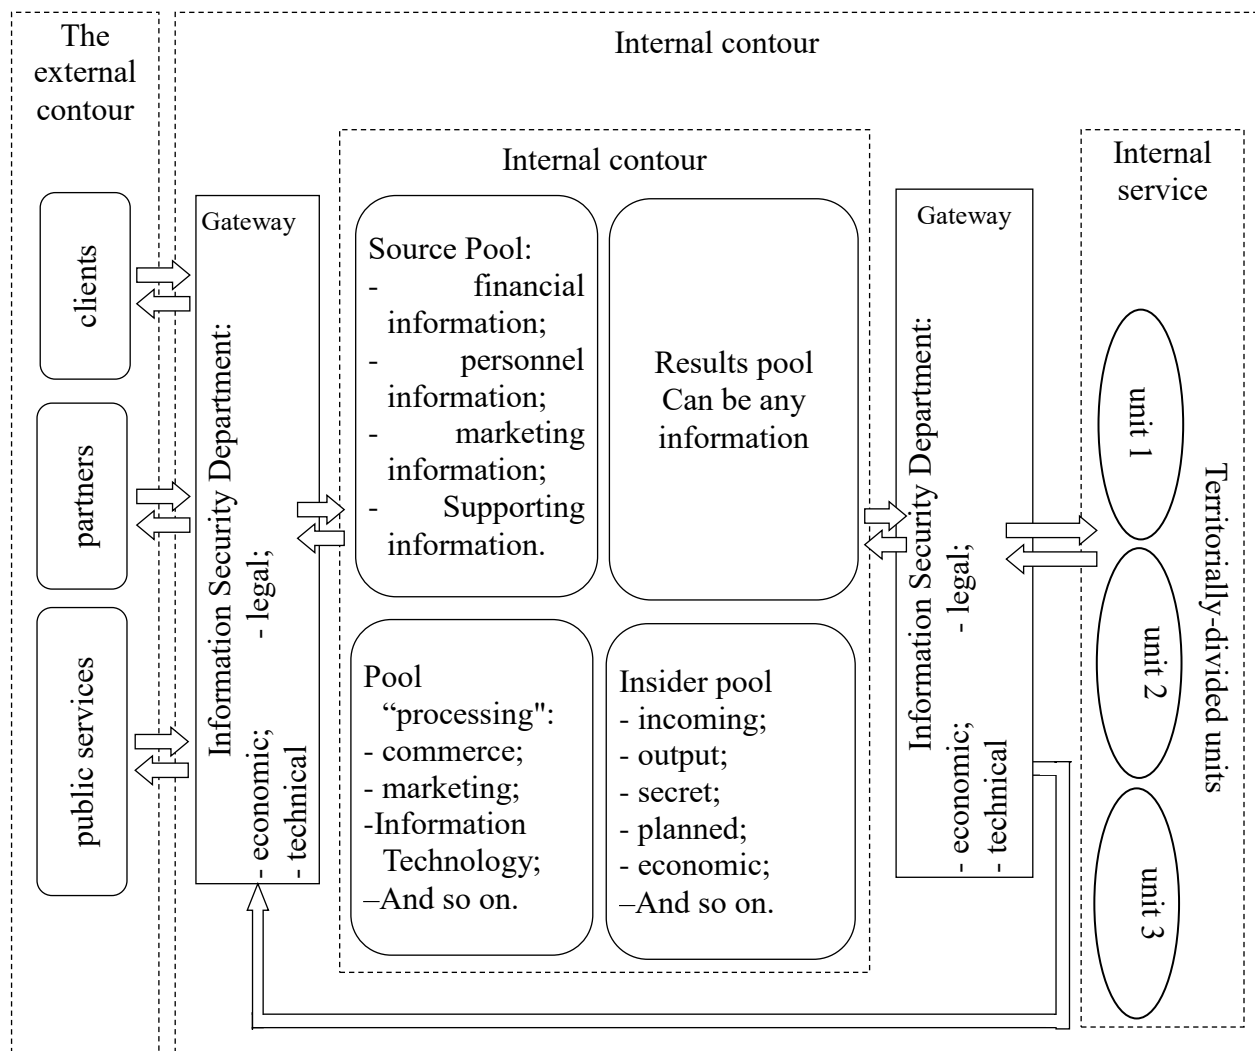 The
external
contour
clients
partners
public services
Internal contour
Gateway
Information Security Department:
- economic; - legal;
- technical
Internal contour
Source Pool:
- financial
information;
- personnel
information;
- marketing
information;
- Supporting
information.
Results pool
Can be any
information
Pool
“processing":
- commerce;
- marketing;
-Information
Technology;
–And so on.
Insider pool
- incoming;
- output;
- secret;
- planned;
- economic;
–And so on.
Gateway
Information Security Department:
- economic; - legal;
- technical
Internal
service
unit 1
unit 2
unit 3
Territorially-divided units